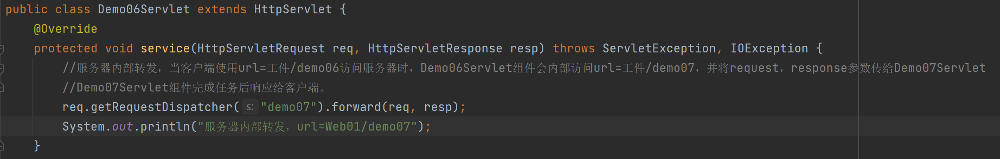 public class Demo06Servlet extends HttpServlet {
@Override
protected void service(HttpServletRequest req, HttpServletResponse resp) throws ServletException, IOException {
//服务器内部转发，当客户端使用url=工件/demo06访问服务器时，Demo06Servlet组件会内部访问url=工件/demo07，并将request，response参数传给Demo07Servlet
//Demo07Servlet组件完成任务后响应给客户端。
req.getRequestDispatcher( s: "demo07").forward(req, resp);
System.out.println("服务器内部转发，url=Web01/demo07");
}